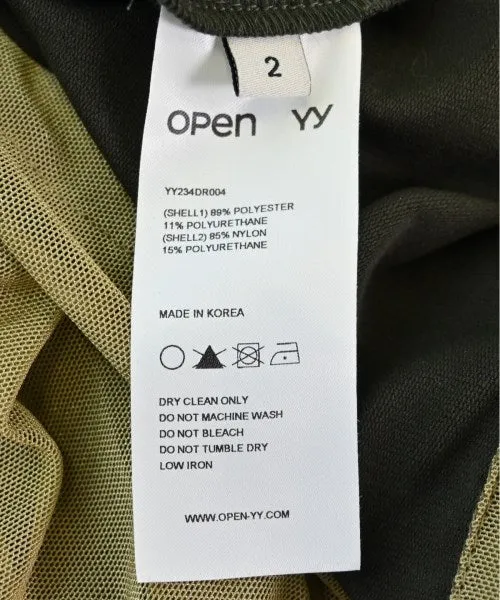 2
OPEN YY
YY234DR004
(SHELL1) 89% POLYESTER
11% POLYURETHANE
(SHELL2) 85% NYLON
15% POLYURETHANE
MADE IN KOREA
DRY CLEAN ONLY
DO NOT MACHINE WASH
DO NOT BLEACH
DO NOT TUMBLE DRY
LOW IRON
WWW.OPEN-YY.COM